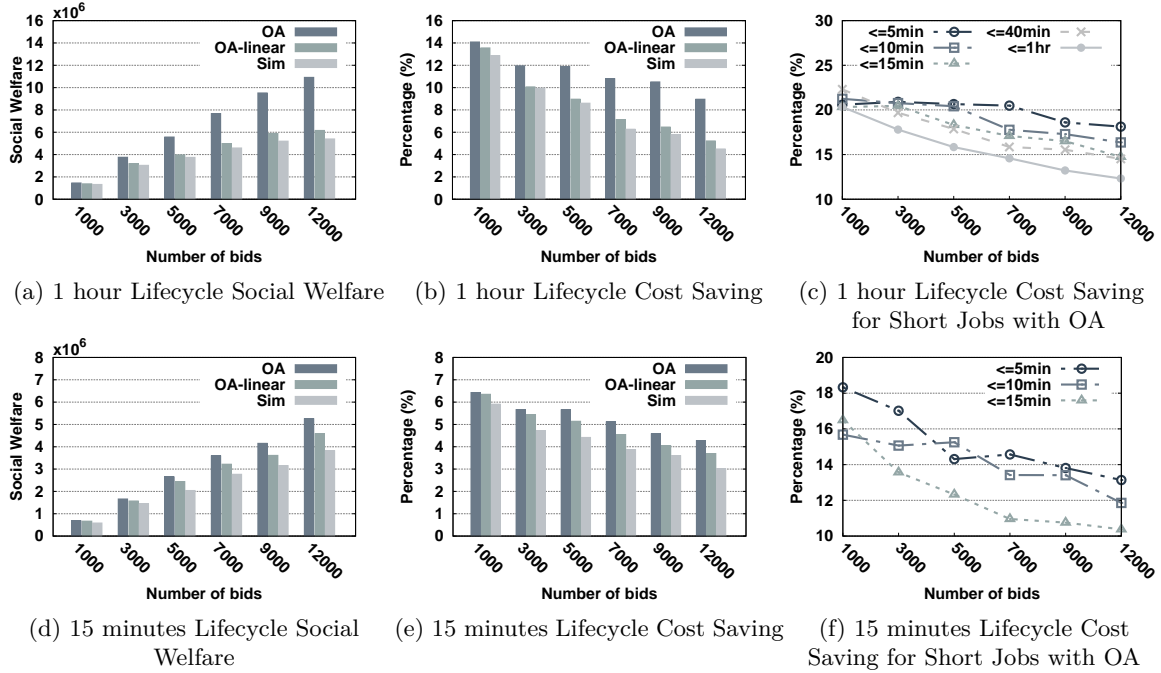 x10^6
16
14
12
10
8
6
4
2
0
Social Welfare
OA
OA-linear
Sim
1000
3000
5000
7000
9000
12000
Number of bids
(a) 1 hour Lifecycle Social Welfare
16
14
12
10
8
6
4
2
0
Percentage (%)
OA
OA-linear
Sim
1000
3000
5000
7000
9000
12000
Number of bids
(b) 1 hour Lifecycle Cost Saving
30
25
20
15
10
Percentage (%)
<=5min
<=10min
<=15min
<=40min
<=1hr
1000
3000
5000
7000
9000
12000
Number of bids
(c) 1 hour Lifecycle Cost Saving
for Short Jobs with OA
x10^6
8
7
6
5
4
3
2
1
0
Social Welfare
OA
OA-linear
Sim
1000
3000
5000
7000
9000
12000
Number of bids
(d) 15 minutes Lifecycle Social
Welfare
8
7
6
5
4
3
2
1
0
Percentage (%)
OA
OA-linear
Sim
1000
3000
5000
7000
9000
12000
Number of bids
(e) 15 minutes Lifecycle Cost Saving
20
18
16
14
12
10
Percentage (%)
<=5min
<=10min
<=15min
1000
3000
5000
7000
9000
12000
Number of bids
(f) 15 minutes Lifecycle Cost
Saving for Short Jobs with OA